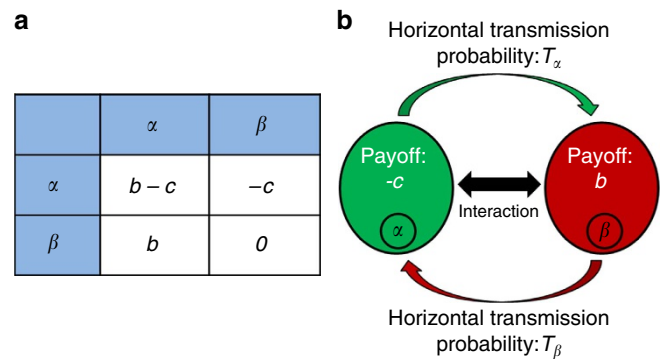 a
α β
α b – c –c
β b 0
b
Horizontal transmission
probability: Tα
Payoff: Payoff:
-c b
Interaction
α β
Horizontal transmission
probability: Tβ